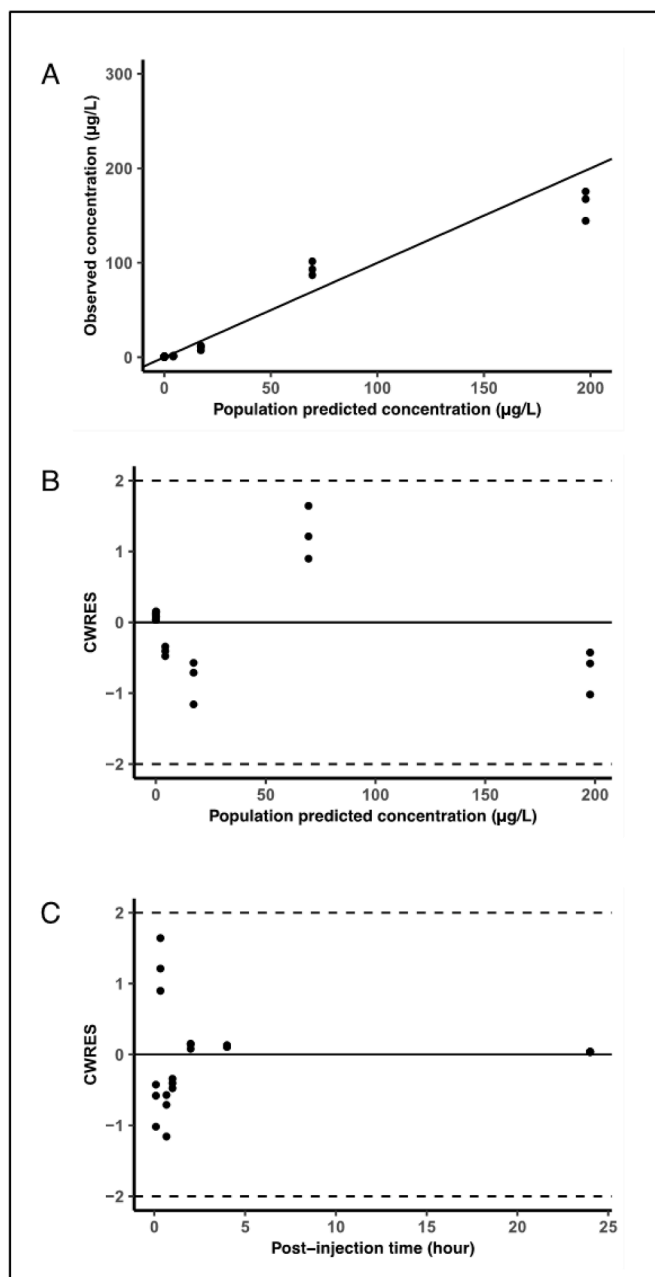 A
Observed concentration (µg/L)
300
200
100
0
0 50 100 150 200
Population predicted concentration (µg/L)
B
CWRES
2
1
0
−1
−2
0 50 100 150 200
Population predicted concentration (µg/L)
C
CWRES
2
1
0
−1
−2
0 5 10 15 20 25
Post−injection time (hour)